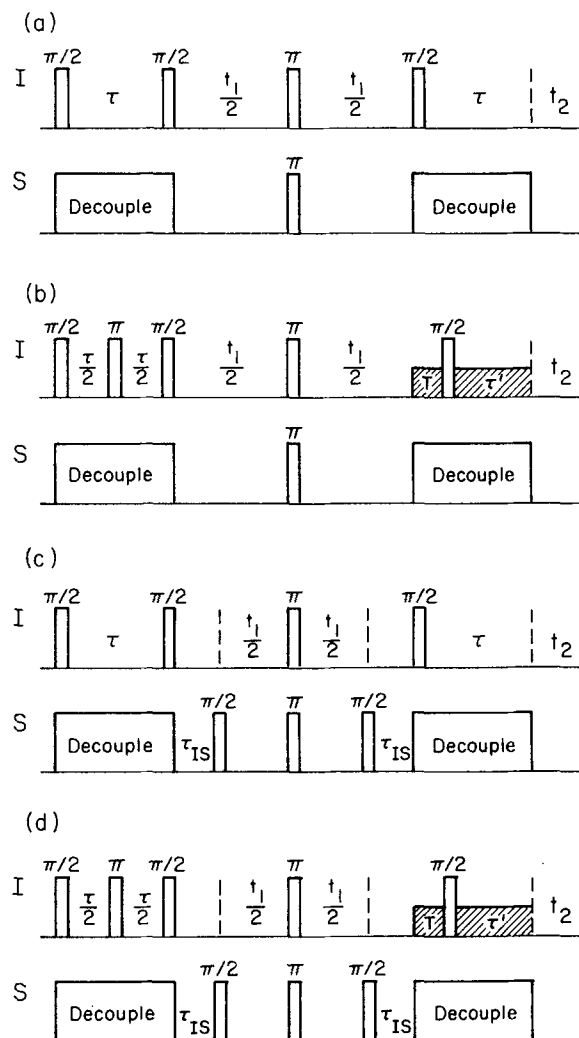 (a)
π/2 π/2 π π/2
I τ t₁/2 t₁/2 τ t₂
π
S Decouple Decouple
(b)
π/2 π π/2 π π/2
I τ/2 τ/2 t₁/2 t₁/2 T τ' t₂
π
S Decouple Decouple
(c)
π/2 π/2 π π/2
I τ t₁/2 t₁/2 τ t₂
π/2 π π/2
S Decouple τIS τIS Decouple
(d)
π/2 π π/2 π π/2
I τ/2 τ/2 t₁/2 t₁/2 T τ' t₂
π/2 π π/2
S Decouple τIS τIS Decouple